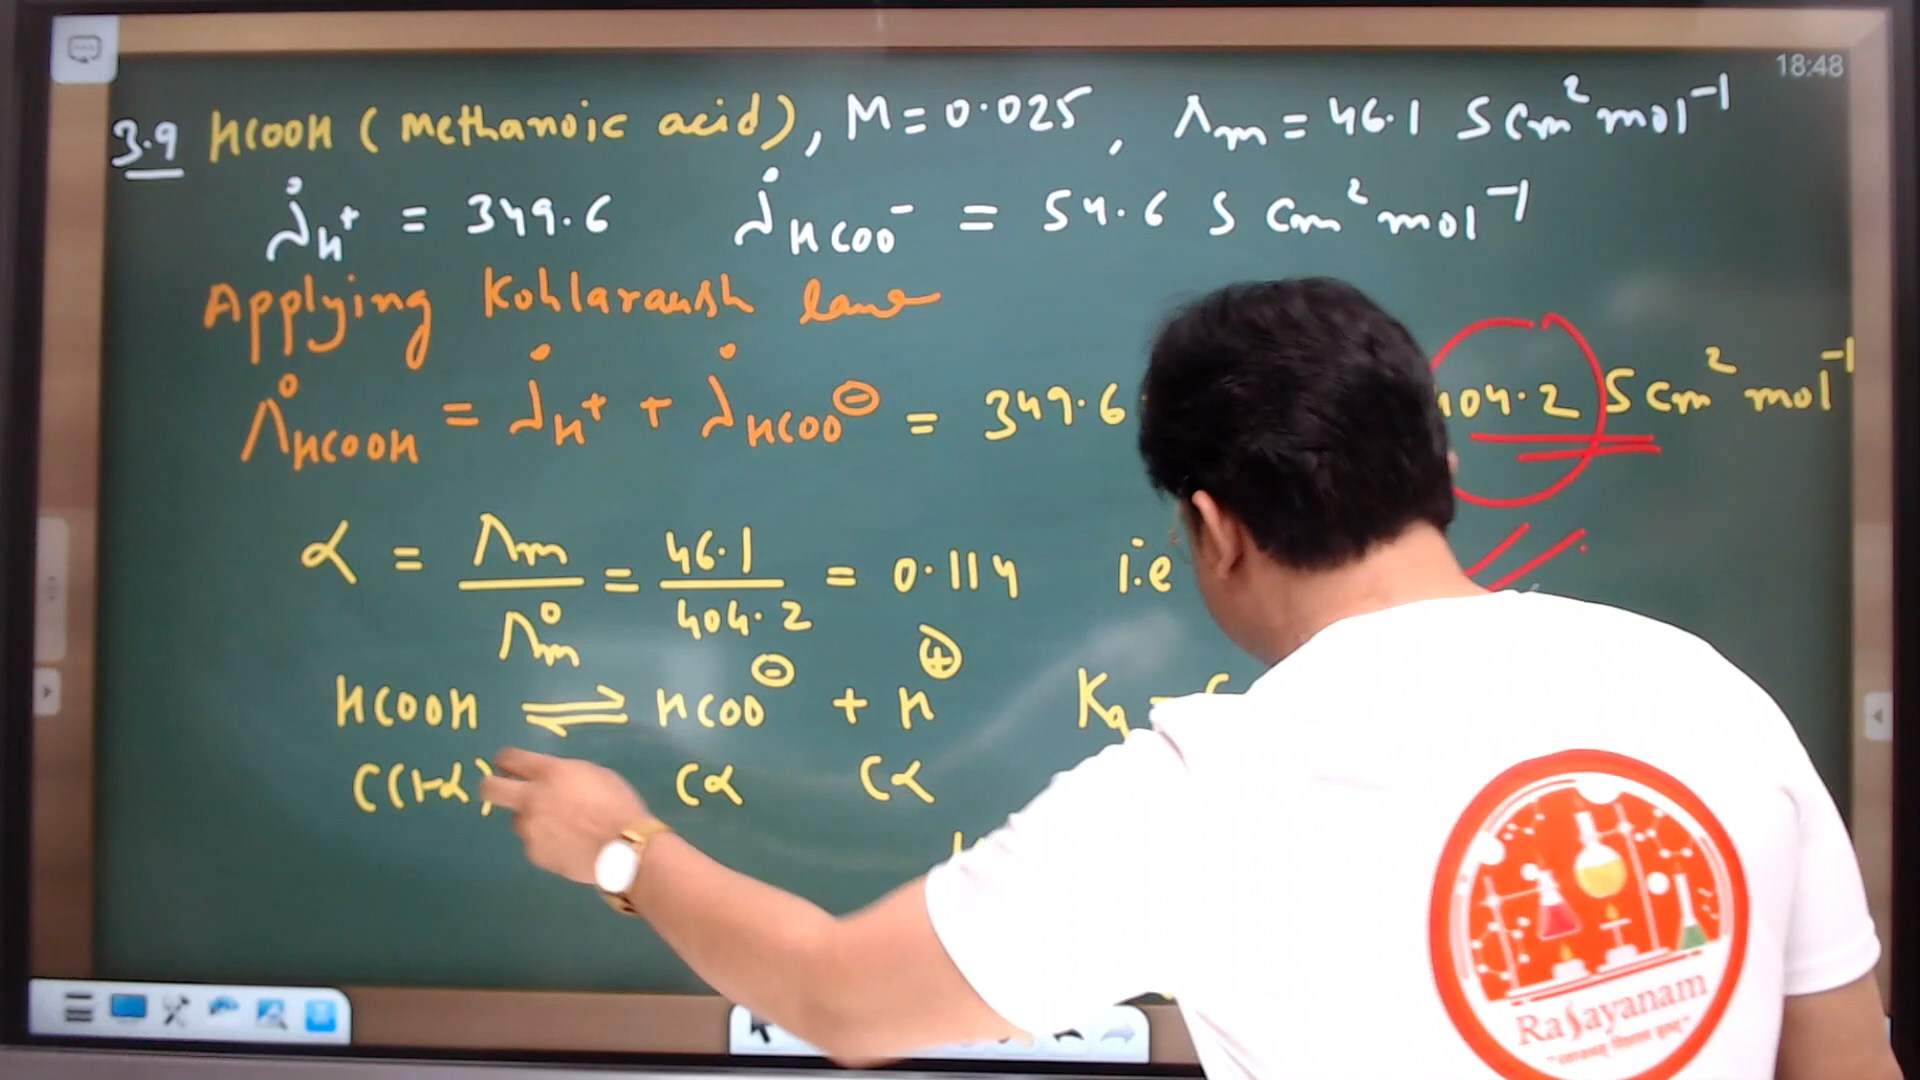 18:48
3.9 HCOOH (Methanoic acid), M = 0.025, Λm = 46.1 S cm² mol⁻¹
λ°H⁺ = 349.6 λ°HCOO⁻ = 54.6 S cm² mol⁻¹
Applying Kohlaraush law
Λ°HCOOH = λ°H⁺ + λ°HCOO⊖ = 349.6 404.2 S cm² mol⁻¹
α = Λm/Λ°m = 46.1/404.2 = 0.114 i.e
HCOOH ⇌ HCOO⊖ + H⊕ Ka =
C(1-α) Cα Cα
Rasayanam